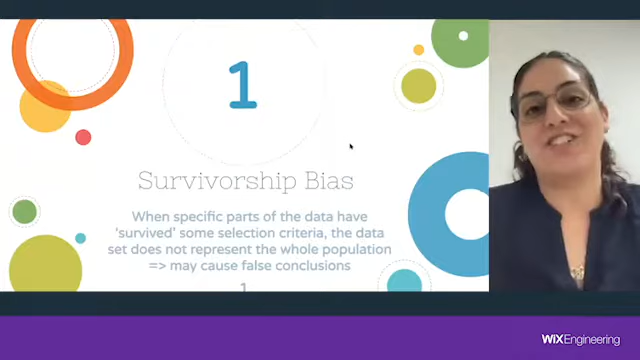 1
Survivorship Bias
When specific parts of the data have
'survived' some selection criteria, the data
set does not represent the whole population
=> may cause false conclusions
1
WIXEngineering